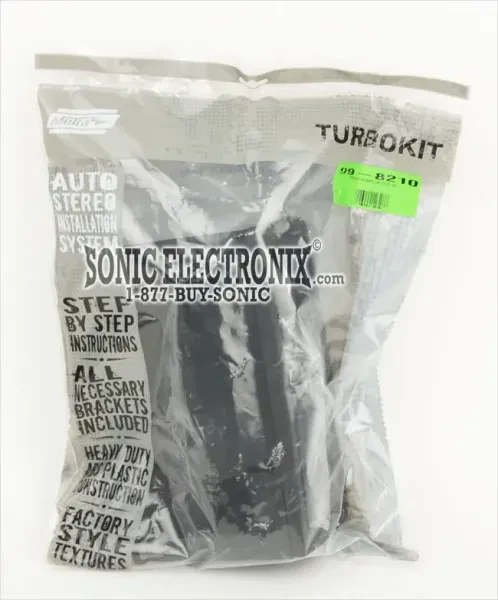 Metra
TURBOKIT
99-8210
AUTO
STEREO
INSTALLATION
SYSTEM
SONIC ELECTRONIX©.com
1-877-BUY-SONIC
STEP
BY STEP
INSTRUCTIONS
ALL
NECESSARY
BRACKETS
INCLUDED
HEAVY DUTY
ABS PLASTIC
CONSTRUCTION
FACTORY
STYLE
TEXTURES